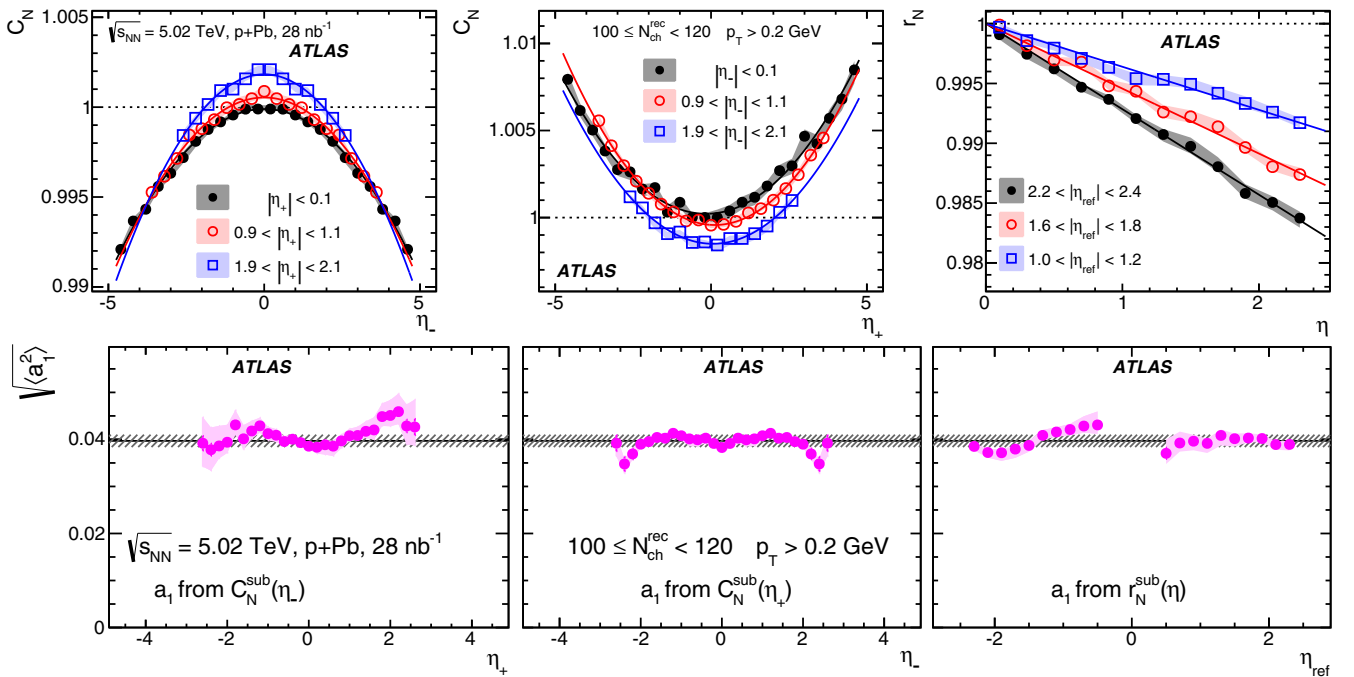 C_N
1.005
√s_NN = 5.02 TeV, p+Pb, 28 nb⁻¹
ATLAS
1
0.995
0.99
|η₊| < 0.1
0.9 < |η₊| < 1.1
1.9 < |η₊| < 2.1
-5 0 5
η₋
C_N
1.01
100 ≤ N_ch^rec < 120 p_T > 0.2 GeV
|η₋| < 0.1
0.9 < |η₋| < 1.1
1.9 < |η₋| < 2.1
1.005
1
ATLAS
-5 0 5
η₊
r_N
1
ATLAS
0.995
0.99
0.985
0.98
2.2 < |η_ref| < 2.4
1.6 < |η_ref| < 1.8
1.0 < |η_ref| < 1.2
0 1 2
η
√⟨a₁²⟩
ATLAS
0.04
0.02
0
√s_NN = 5.02 TeV, p+Pb, 28 nb⁻¹
a₁ from C_N^sub(η₋)
-4 -2 0 2 4
η₊
ATLAS
100 ≤ N_ch^rec < 120 p_T > 0.2 GeV
a₁ from C_N^sub(η₊)
-4 -2 0 2 4
η₋
ATLAS
a₁ from r_N^sub(η)
-2 0 2
η_ref